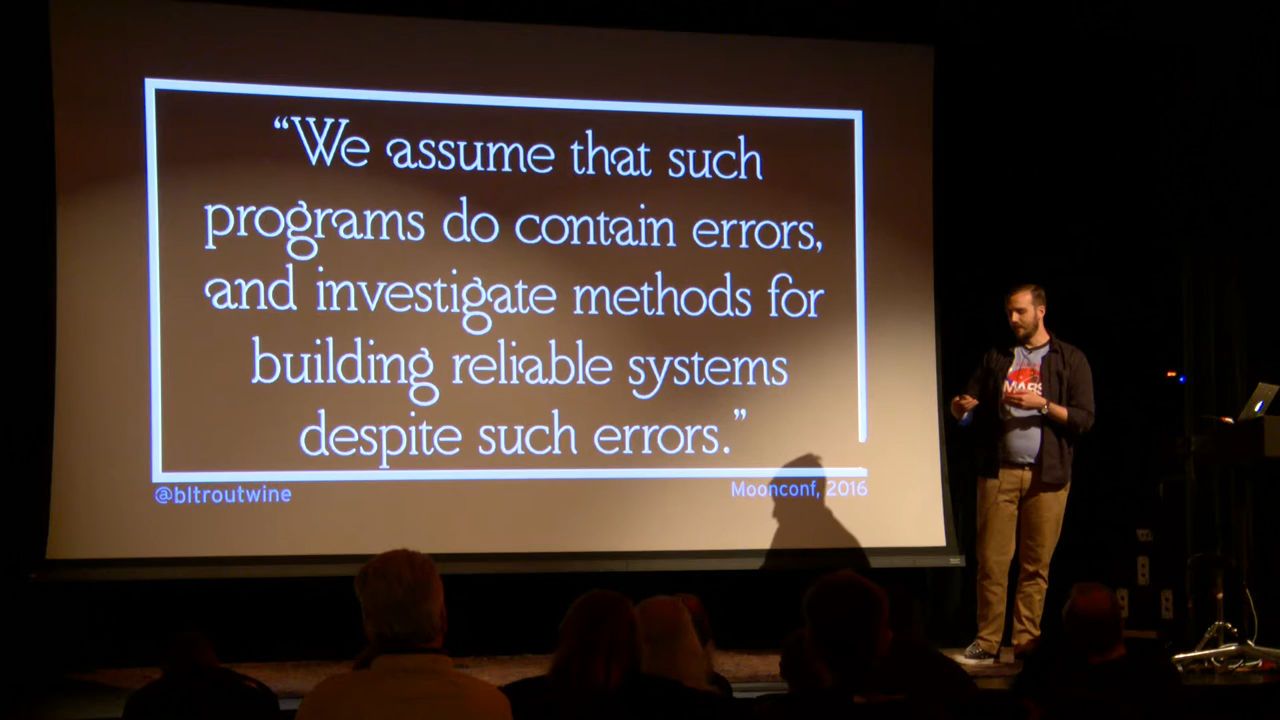 “We assume that such
programs do contain errors,
and investigate methods for
building reliable systems
despite such errors.”
@bltroutwine
Moonconf, 2016
MARS